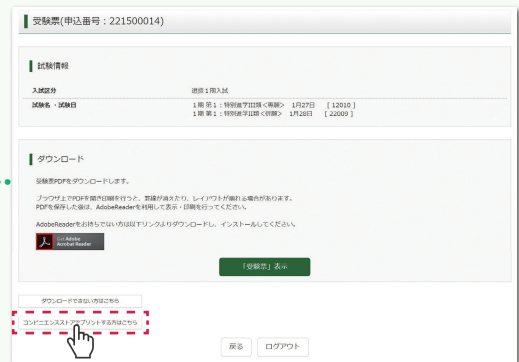 受験票(申込番号：221500014)
試験情報
入試区分 進師１期入試
試験名・試験日 １期 第１：特別進学III類＜専願＞ 1月27日 ［12010］
１期 第１：特別進学II類＜併願＞ 1月28日 ［22009］
ダウンロード
受験票PDFをダウンロードします。
ブラウザ上でPDFを開き印刷を行うと、罫線が消えたり、レイアウトが崩れる場合があります。
PDFを保存した後は、AdobeReaderを利用して表示・印刷を行ってください。
AdobeReaderをお持ちでない方は以下リンクよりダウンロードし、インストールしてください。
Get Adobe
Acrobat Reader
「受験票」表示
ダウンロードできない方はこちら
コンビニエンスストアでプリントする方はこちら
戻る ログアウト